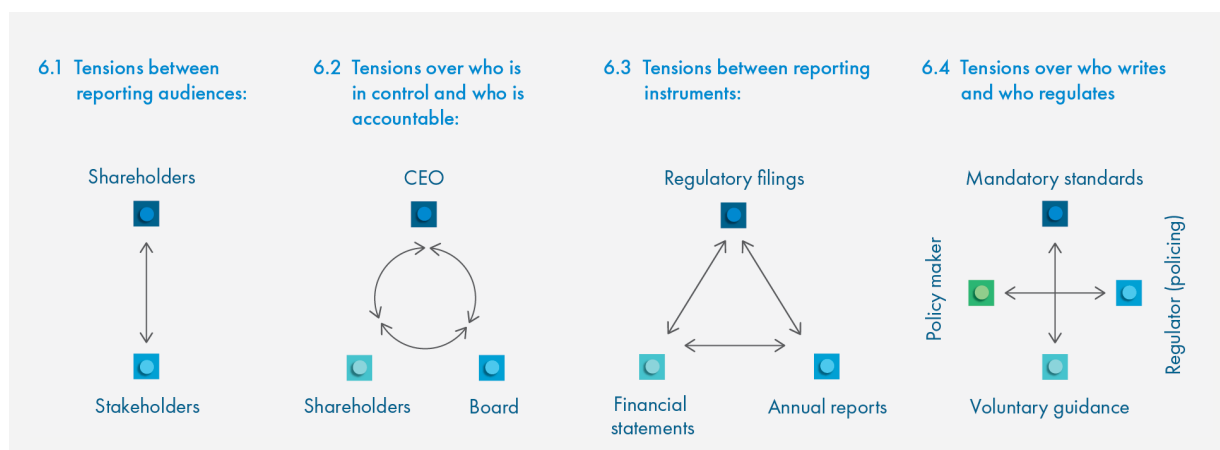 6.1 Tensions between
reporting audiences:
Shareholders
Stakeholders
6.2 Tensions over who is
in control and who is
accountable:
CEO
Shareholders
Board
6.3 Tensions between reporting
instruments:
Regulatory filings
Financial
statements
Annual reports
6.4 Tensions over who writes
and who regulates
Mandatory standards
Policy maker
Regulator (policing)
Voluntary guidance